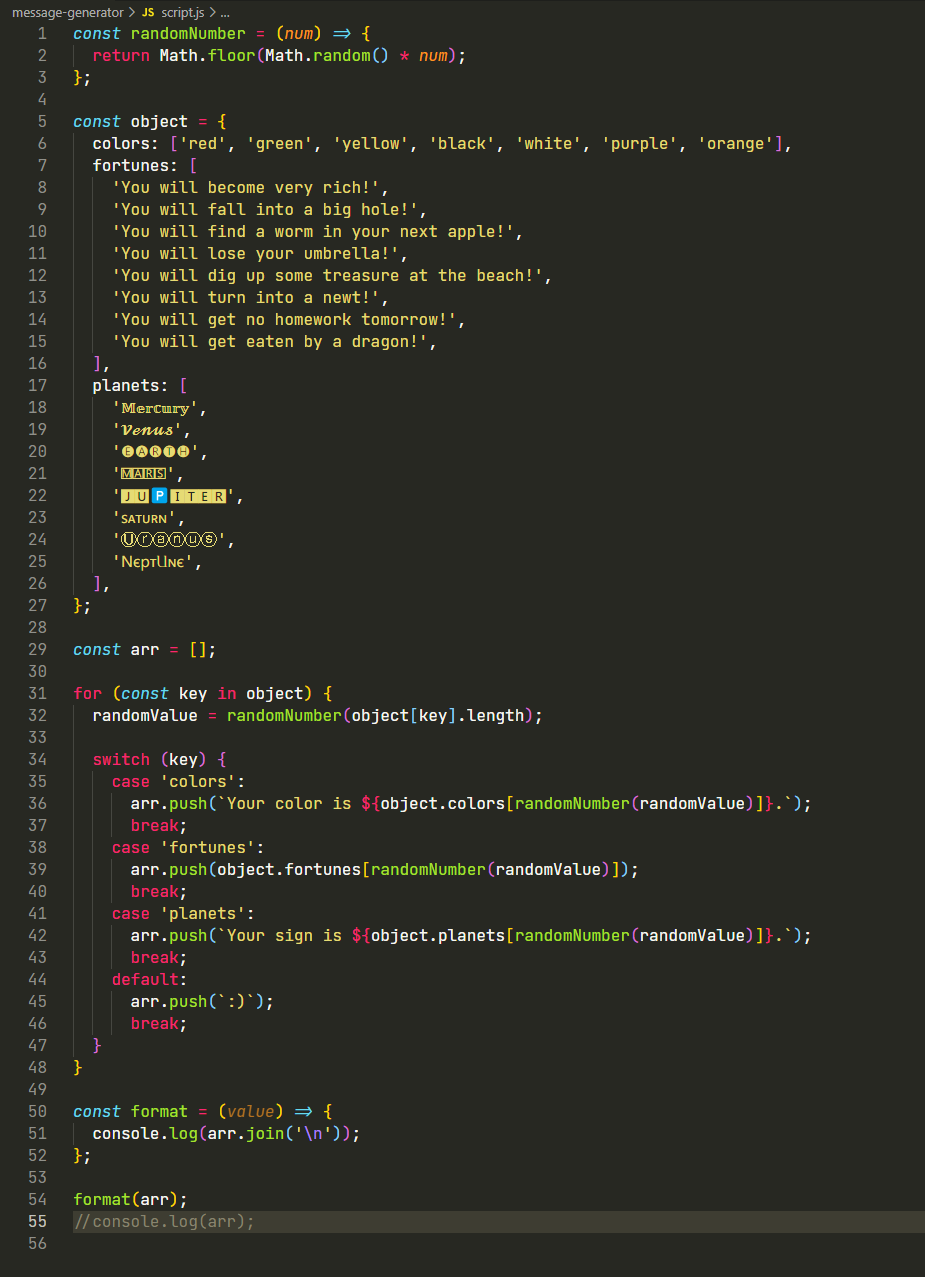 message-generator > JS script.js > ...
1 const randomNumber = (num) => {
2   return Math.floor(Math.random() * num);
3 };
4
5 const object = {
6   colors: ['red', 'green', 'yellow', 'black', 'white', 'purple', 'orange'],
7   fortunes: [
8     'You will become very rich!',
9     'You will fall into a big hole!',
10     'You will find a worm in your next apple!',
11     'You will lose your umbrella!',
12     'You will dig up some treasure at the beach!',
13     'You will turn into a newt!',
14     'You will get no homework tomorrow!',
15     'You will get eaten by a dragon!',
16   ],
17   planets: [
18     '𝕄𝕖𝕣𝕔𝕦𝕣𝕪',
19     '𝓥𝓮𝓷𝓾𝓼',
20     '🅔🅐🅡🅣🅗',
21     '🄼🄰🅁🅂',
22     '🅹🆄🅿🅸🆃🅴🆁',
23     'ꜱᴀᴛᴜʀɴ',
24     'Ⓤⓡⓐⓝⓤⓢ',
25     'NєρτUиє',
26   ],
27 };
28
29 const arr = [];
30
31 for (const key in object) {
32   randomValue = randomNumber(object[key].length);
33
34   switch (key) {
35     case 'colors':
36       arr.push(`Your color is ${object.colors[randomNumber(randomValue)]}.`);
37       break;
38     case 'fortunes':
39       arr.push(object.fortunes[randomNumber(randomValue)]);
40       break;
41     case 'planets':
42       arr.push(`Your sign is ${object.planets[randomNumber(randomValue)]}.`);
43       break;
44     default:
45       arr.push(`:)`);
46       break;
47   }
48 }
49
50 const format = (value) => {
51   console.log(arr.join('\n'));
52 };
53
54 format(arr);
55 //console.log(arr);
56